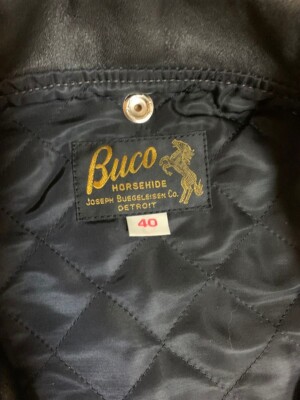 Buco
HORSEHIDE
JOSEPH BUEGELEISEN CO.
DETROIT
40